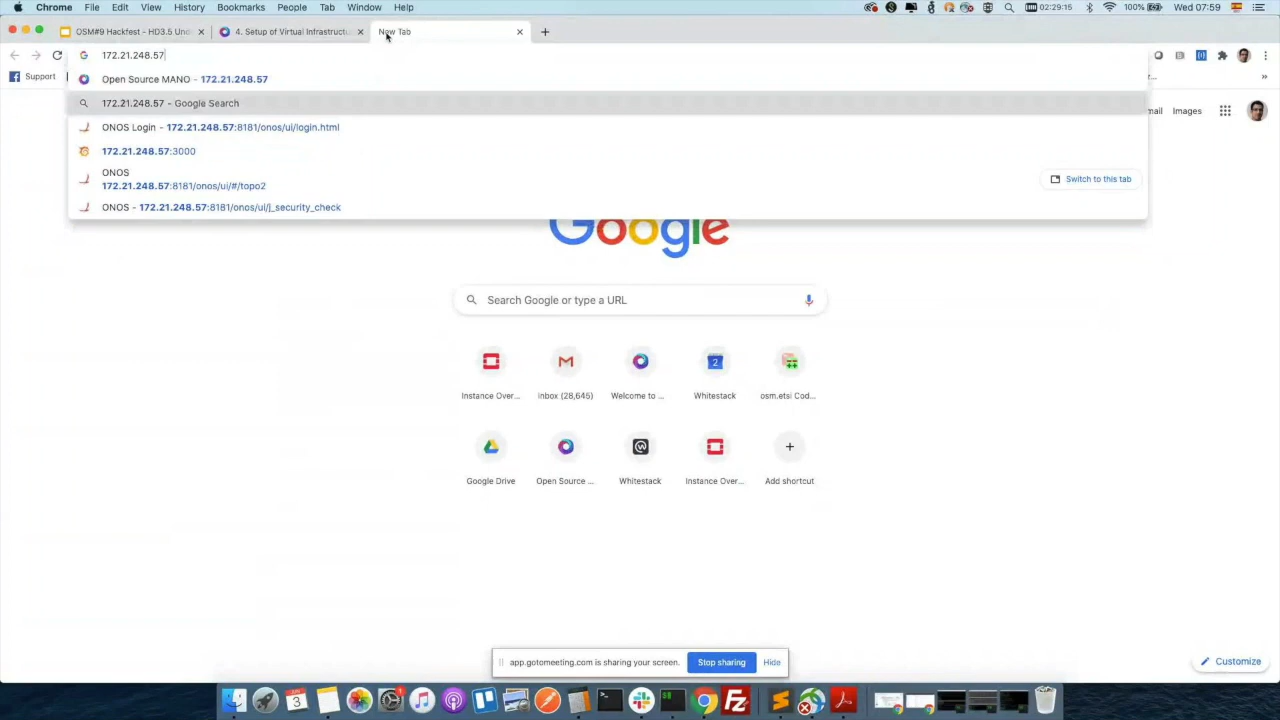 Chrome File Edit View History Bookmarks People Tab Window Help 02:29:15 100% Wed 07:59
OSM#9 Hackfest - HD3.5 Und 4. Setup of Virtual Infrastructu New Tab
172.21.248.57
Support
Open Source MANO - 172.21.248.57
172.21.248.57 - Google Search
ONOS Login - 172.21.248.57:8181/onos/ui/login.html
172.21.248.57:3000
ONOS
172.21.248.57:8181/onos/ui/#/topo2
Switch to this tab
ONOS - 172.21.248.57:8181/onos/ui/j_security_check
mail Images
Google
Search Google or type a URL
Instance Over... Inbox (28,645) Welcome to ... Whitestack osm.etsi Cod...
Google Drive Open Source ... Whitestack Instance Over... Add shortcut
app.gotomeeting.com is sharing your screen. Stop sharing Hide
Customize